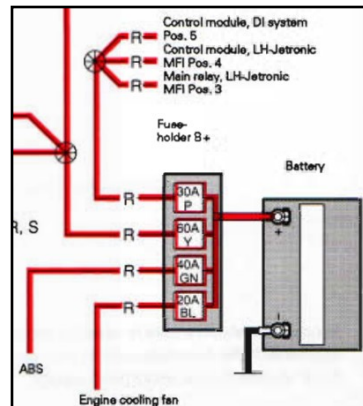 Control module, DI system
R
Pos. 5
Control module, LH-Jetronic
R
MFI Pos. 4
Main relay, LH-Jetronic
R
MFI Pos. 3
Fuse-
holder B+
Battery
R
30A
P
+
R, S
R
60A
Y
R
40A
GN
R
20A
BL
-
ABS
Engine cooling fan